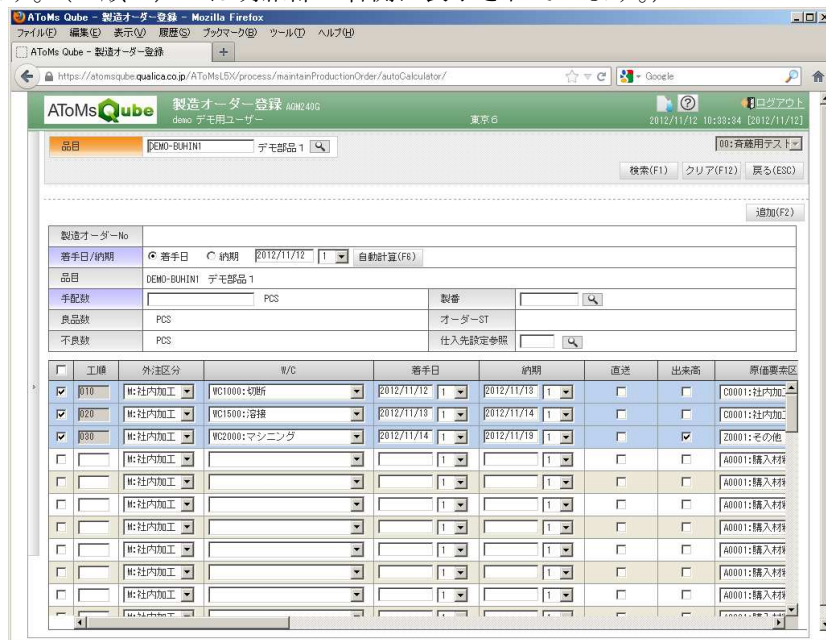 AToMs Qube - 製造オーダー登録 - Mozilla Firefox
ファイル(F) 編集(E) 表示(V) 履歴(S) ブックマーク(B) ツール(T) ヘルプ(H)
AToMs Qube - 製造オーダー登録 +
https://atomsqube.qualica.co.jp/AToMsL5X/process/maintainProductionOrder/autoCalculator/ Google
AToMs Qube 製造オーダー登録 AGM240G ログアウト
demo デモ用ユーザー 東京6 2012/11/12 10:33:34 [2012/11/12]
品目 DEMO-BUHIN1 デモ部品1 00:斉藤用テスト
検索(F1) クリア(F12) 戻る(ESC)
追加(F2)
製造オーダーNo
着手日/納期 着手日 納期 2012/11/12 1 自動計算(F6)
品目 DEMO-BUHIN1 デモ部品1
手配数 PCS 製番
良品数 PCS オーダーST
不良数 PCS 仕入先設定参照
工順 外注区分 W/C 着手日 納期 直送 出来高 原価要素区
010 M:社内加工 WC1000:切断 2012/11/12 1 2012/11/13 1 C0001:社内加工
020 M:社内加工 WC1500:溶接 2012/11/13 1 2012/11/14 1 C0001:社内加工
030 M:社内加工 WC2000:マシニング 2012/11/14 1 2012/11/19 1 Z0001:その他
M:社内加工 1 1 A0001:購入材料
M:社内加工 1 1 A0001:購入材料
M:社内加工 1 1 A0001:購入材料
M:社内加工 1 1 A0001:購入材料
M:社内加工 1 1 A0001:購入材料
M:社内加工 1 1 A0001:購入材料
M:社内加工 1 1 A0001:購入材料